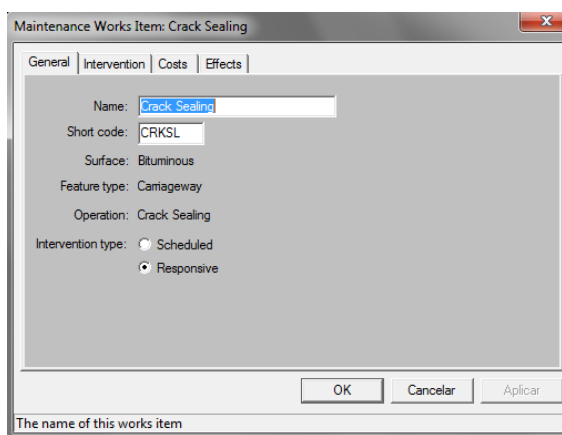 Maintenance Works Item: Crack Sealing
General Intervention Costs Effects
Name: Crack Sealing
Short code: CRKSL
Surface: Bituminous
Feature type: Carriageway
Operation: Crack Sealing
Intervention type: Scheduled
Responsive
OK Cancelar Aplicar
The name of this works item